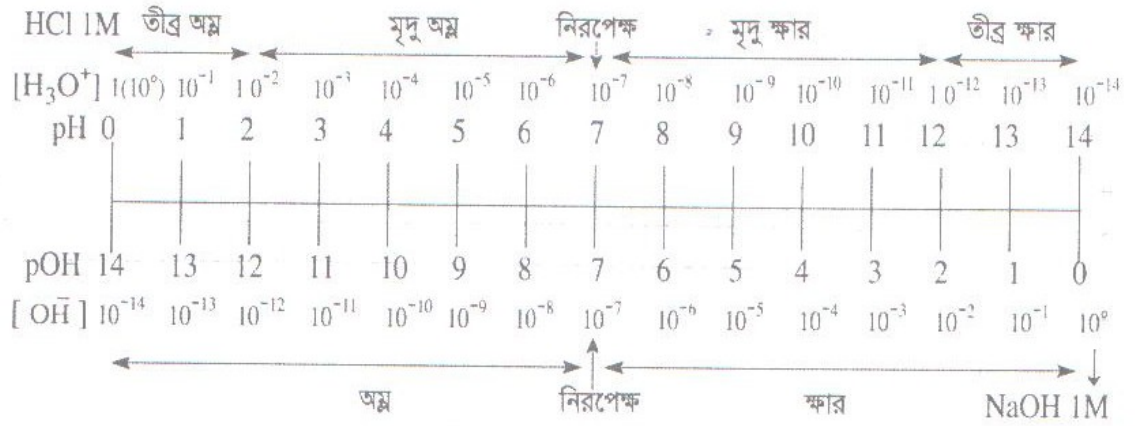 HCl 1M তীব্র অম্ল মৃদু অম্ল নিরপেক্ষ মৃদু ক্ষার তীব্র ক্ষার
[H₃O⁺] 1(10°) 10⁻¹ 10⁻² 10⁻³ 10⁻⁴ 10⁻⁵ 10⁻⁶ 10⁻⁷ 10⁻⁸ 10⁻⁹ 10⁻¹⁰ 10⁻¹¹ 10⁻¹² 10⁻¹³ 10⁻¹⁴
pH 0 1 2 3 4 5 6 7 8 9 10 11 12 13 14
pOH 14 13 12 11 10 9 8 7 6 5 4 3 2 1 0
[ OH̄ ] 10⁻¹⁴ 10⁻¹³ 10⁻¹² 10⁻¹¹ 10⁻¹⁰ 10⁻⁹ 10⁻⁸ 10⁻⁷ 10⁻⁶ 10⁻⁵ 10⁻⁴ 10⁻³ 10⁻² 10⁻¹ 10°
অম্ল নিরপেক্ষ ক্ষার NaOH 1M